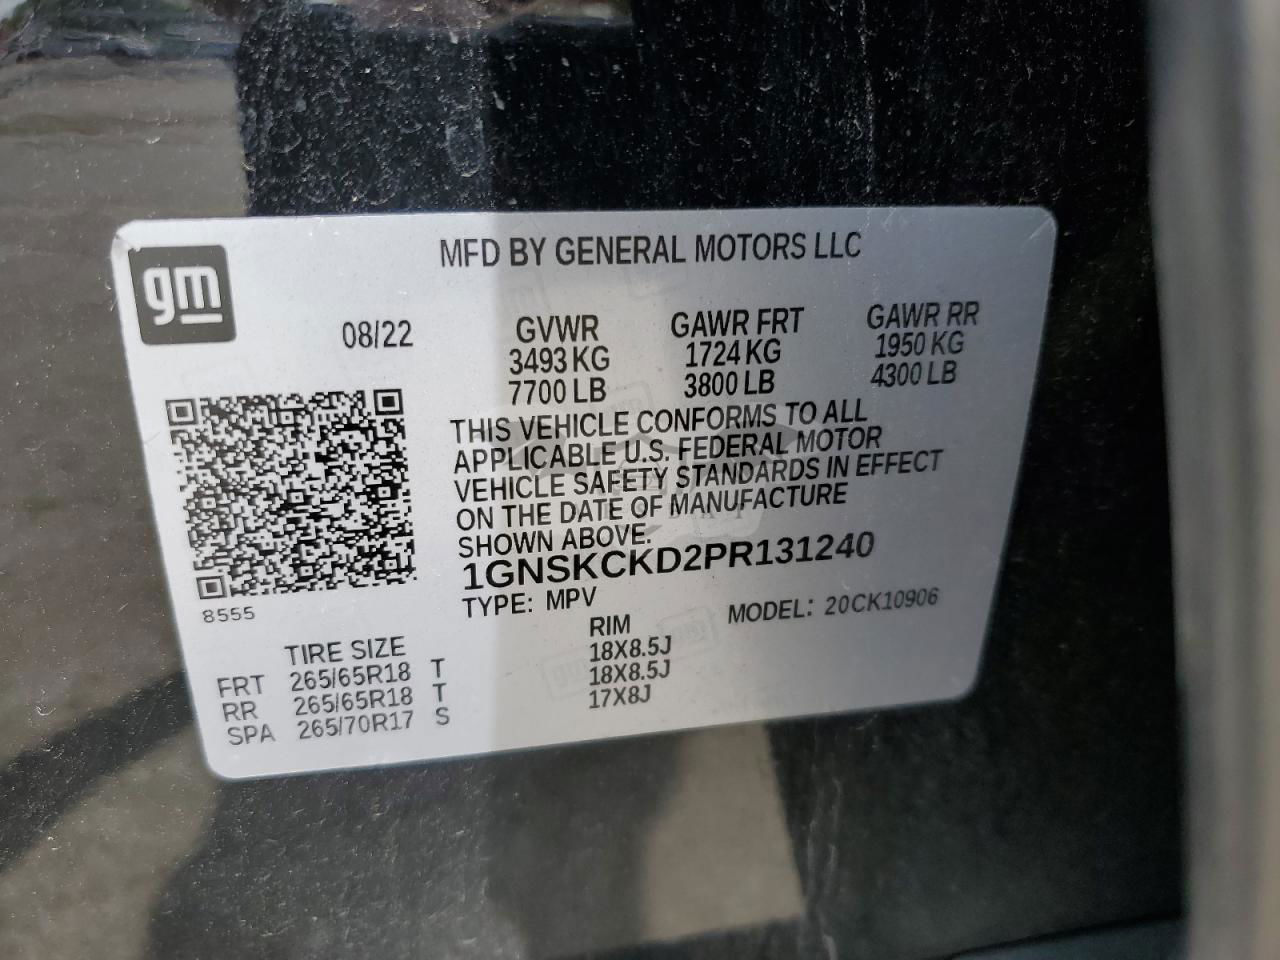 MFD BY GENERAL MOTORS LLC
gm
08/22
GVWR GAWR FRT GAWR RR
3493 KG 1724 KG 1950 KG
7700 LB 3800 LB 4300 LB
THIS VEHICLE CONFORMS TO ALL
APPLICABLE U.S. FEDERAL MOTOR
VEHICLE SAFETY STANDARDS IN EFFECT
ON THE DATE OF MANUFACTURE
SHOWN ABOVE.
1GNSKCKD2PR131240
TYPE: MPV MODEL: 20CK10906
8555
TIRE SIZE RIM
FRT 265/65R18 T 18X8.5J
RR 265/65R18 T 18X8.5J
SPA 265/70R17 S 17X8J